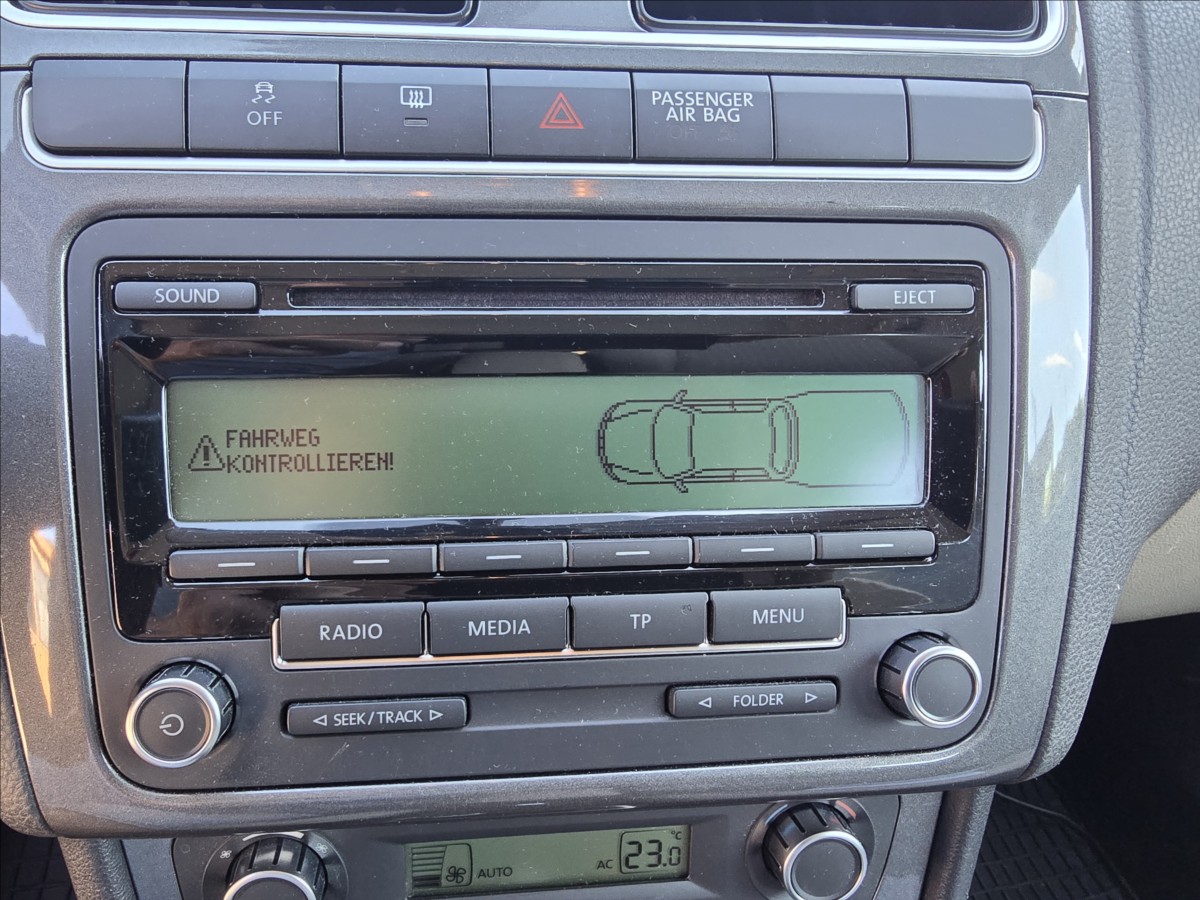 OFF
PASSENGER
AIR BAG
SOUND
EJECT
FAHRWEG
KONTROLLIEREN!
RADIO
MEDIA
TP
MENU
SEEK/TRACK
FOLDER
AUTO
AC
23.0
°C